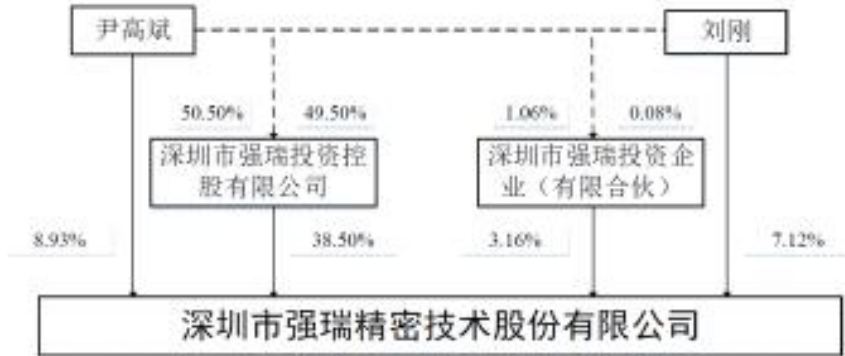 尹高斌
刘刚
50.50%
49.50%
1.06%
0.08%
深圳市强瑞投资控
股有限公司
深圳市强瑞投资企
业（有限合伙）
8.93%
38.50%
3.16%
7.12%
深圳市强瑞精密技术股份有限公司